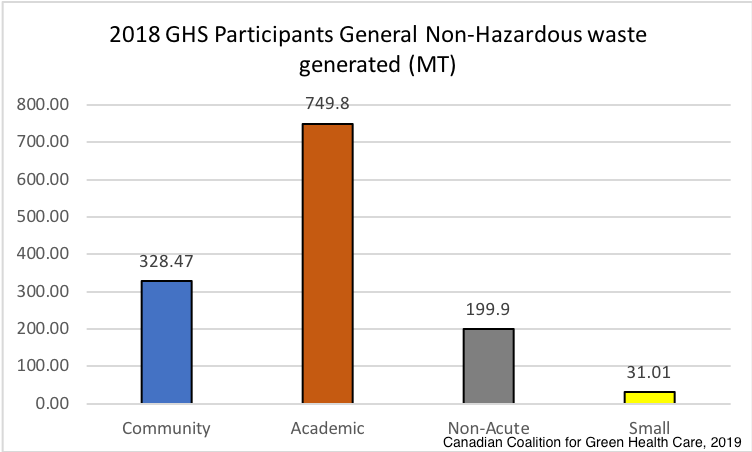 2018 GHS Participants General Non-Hazardous waste
generated (MT)
800.00
700.00
600.00
500.00
400.00
300.00
200.00
100.00
0.00
328.47
749.8
199.9
31.01
Community
Academic
Non-Acute
Small
Canadian Coalition for Green Health Care, 2019